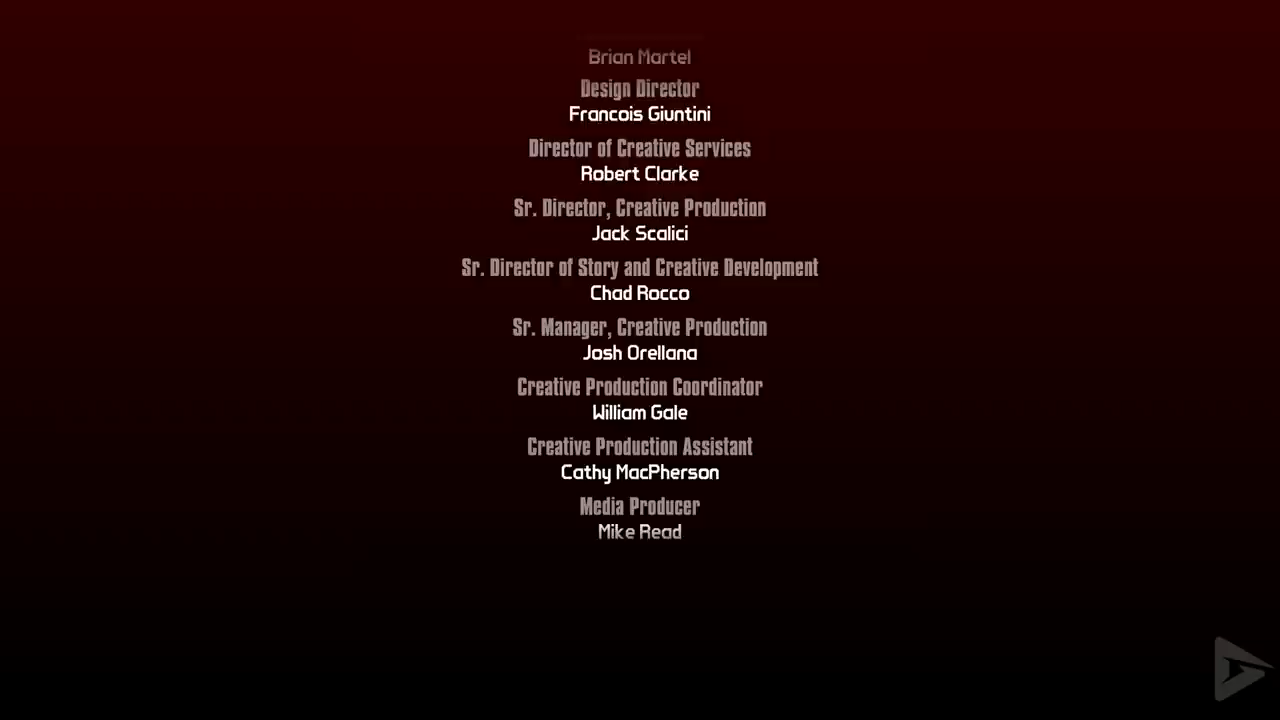 Brian Martel
Design Director
Francois Giuntini
Director of Creative Services
Robert Clarke
Sr. Director, Creative Production
Jack Scalici
Sr. Director of Story and Creative Development
Chad Rocco
Sr. Manager, Creative Production
Josh Orellana
Creative Production Coordinator
William Gale
Creative Production Assistant
Cathy MacPherson
Media Producer
Mike Read